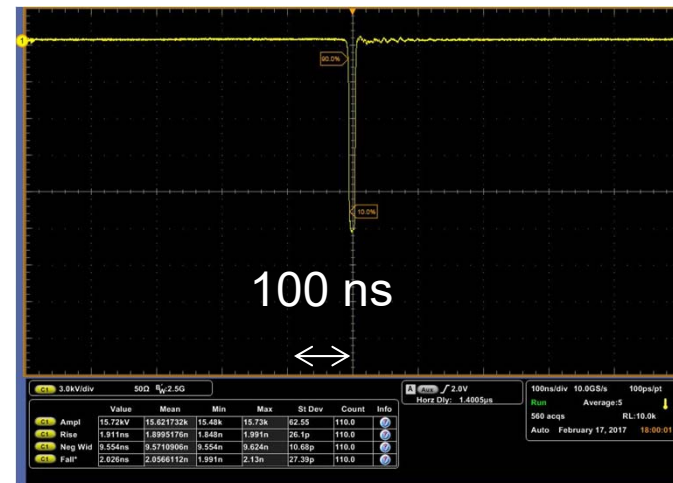 1
90.0%
10.0%
100 ns
C1 3.0kV/div 50Ω BW:2.5G
A Aux 2.0V
Horz Dly: 1.4005µs
100ns/div 10.0GS/s 100ps/pt
Run Average:5
560 acqs RL:10.0k
Auto February 17, 2017 18:00:01
Value Mean Min Max St Dev Count Info
C1 Ampl 15.72kV 15.621732k 15.48k 15.73k 62.55 110.0
C1 Rise 1.911ns 1.8995176n 1.848n 1.991n 26.1p 110.0
C1 Neg Wid 9.554ns 9.5710906n 9.554n 9.624n 10.68p 110.0
C1 Fall* 2.026ns 2.0566112n 1.991n 2.13n 27.39p 110.0